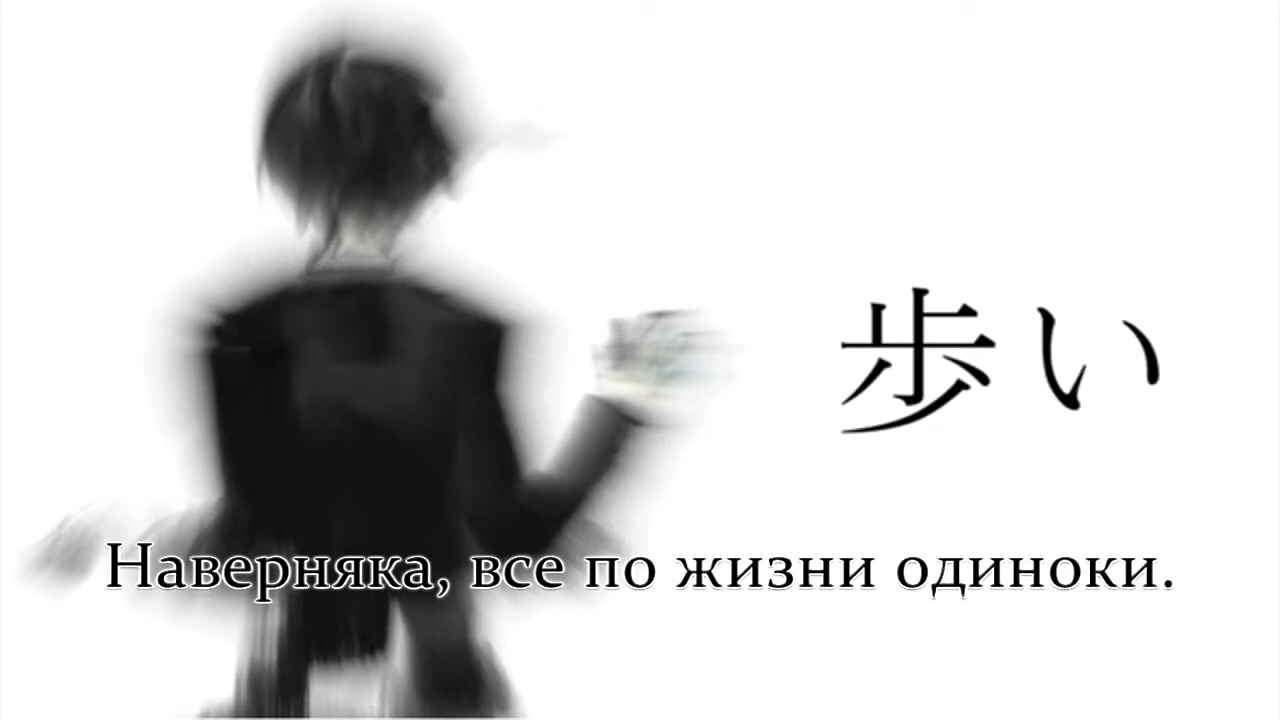 歩い
Наверняка, все по жизни одиноки.